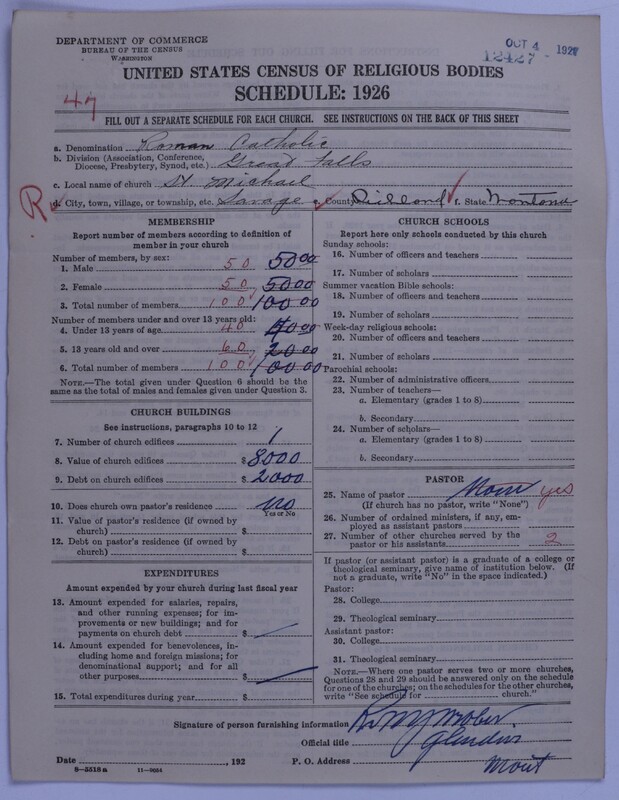 DEPARTMENT OF COMMERCE
BUREAU OF THE CENSUS
WASHINGTON
OCT 4 1927
12427
UNITED STATES CENSUS OF RELIGIOUS BODIES
SCHEDULE: 1926
47
FILL OUT A SEPARATE SCHEDULE FOR EACH CHURCH. SEE INSTRUCTIONS ON THE BACK OF THIS SHEET
a. Denomination Roman Catholic
b. Division (Association, Conference,
Diocese, Presbytery, Synod, etc.) Great Falls
c. Local name of church St. Michael
R
d. City, town, village, or township, etc. Savage e. County Richland f. State Montana
MEMBERSHIP
Report number of members according to definition of
member in your church
Number of members, by sex:
1. Male 50 5000
2. Female 50 5000
3. Total number of members 100 10000
Number of members under and over 13 years old:
4. Under 13 years of age 40
5. 13 years old and over 60
6. Total number of members 100 10000
NOTE.—The total given under Question 6 should be
same as the total of males and females given under Question 3.
CHURCH BUILDINGS
See instructions, paragraphs 10 to 12
7. Number of church edifices 1
8. Value of church edifices $ 8000
9. Debt on church edifices $ 2000
10. Does church own pastor's residence no
Yes or No
11. Value of pastor's residence (if owned by
church) $
12. Debt on pastor's residence (if owned by
church) $
EXPENDITURES
Amount expended by your church during last fiscal year
13. Amount expended for salaries, repairs,
and other running expenses; for im-
provements or new buildings; and for
payments on church debt $
14. Amount expended for benevolences, in-
cluding home and foreign missions; for
denominational support; and for all
other purposes $
15. Total expenditures during year $
CHURCH SCHOOLS
Report here only schools conducted by this church
Sunday schools:
16. Number of officers and teachers
17. Number of scholars
Summer vacation Bible schools:
18. Number of officers and teachers
19. Number of scholars
Week-day religious schools:
20. Number of officers and teachers
21. Number of scholars
Parochial schools:
22. Number of administrative officers
23. Number of teachers—
a. Elementary (grades 1 to 8)
b. Secondary
24. Number of scholars—
a. Elementary (grades 1 to 8)
b. Secondary
PASTOR
25. Name of pastor yes
(If church has no pastor, write "None")
26. Number of ordained ministers, if any, em-
ployed as assistant pastors
27. Number of other churches served by the
pastor or his assistants 2
If pastor (or assistant pastor) is a graduate of a college or
theological seminary, give name of institution below. (If
not a graduate, write "No" in the space indicated.)
Pastor:
28. College
29. Theological seminary
Assistant pastor:
30. College
31. Theological seminary
NOTE.—Where one pastor serves two or more churches,
Questions 28 and 29 should be answered only on the schedule
for one of the churches; on the schedules for the other churches,
write "See schedule for church."
Signature of person furnishing information
Official title
Date , 192 P. O. Address Mont
8-5518a 11-9664